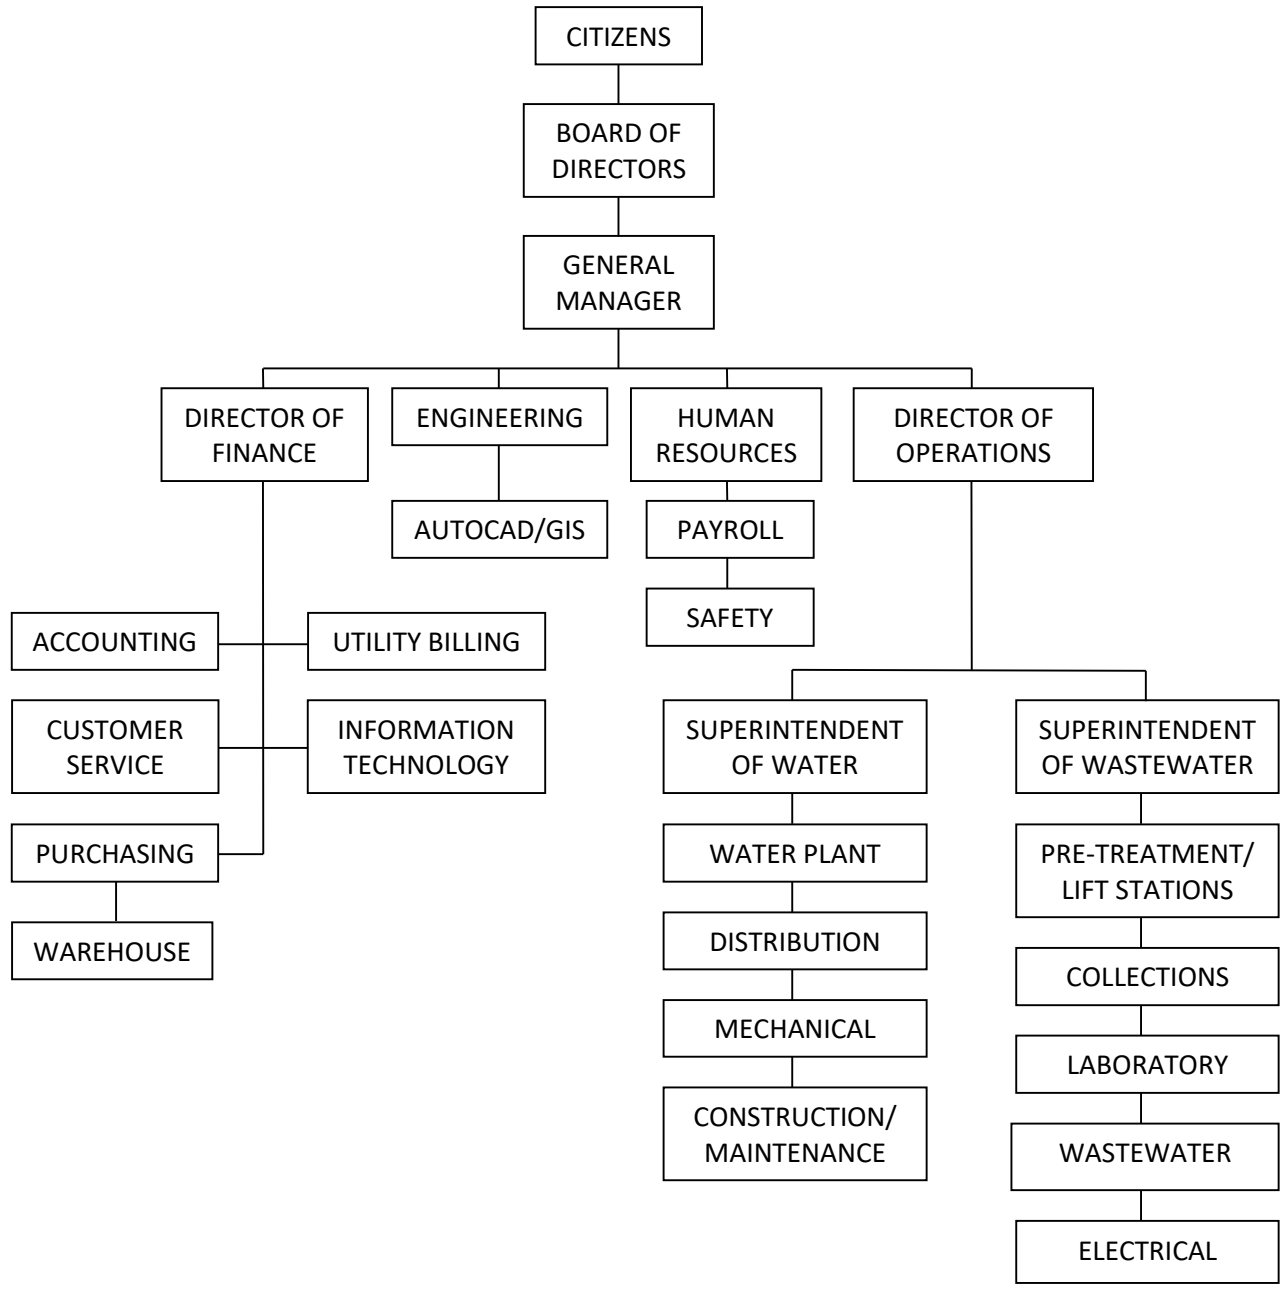 CITIZENS
BOARD OF
DIRECTORS
GENERAL
MANAGER
DIRECTOR OF
FINANCE
ENGINEERING
HUMAN
RESOURCES
DIRECTOR OF
OPERATIONS
AUTOCAD/GIS
PAYROLL
SAFETY
ACCOUNTING
UTILITY BILLING
CUSTOMER
SERVICE
INFORMATION
TECHNOLOGY
PURCHASING
WAREHOUSE
SUPERINTENDENT
OF WATER
WATER PLANT
DISTRIBUTION
MECHANICAL
CONSTRUCTION/
MAINTENANCE
SUPERINTENDENT
OF WASTEWATER
PRE-TREATMENT/
LIFT STATIONS
COLLECTIONS
LABORATORY
WASTEWATER
ELECTRICAL